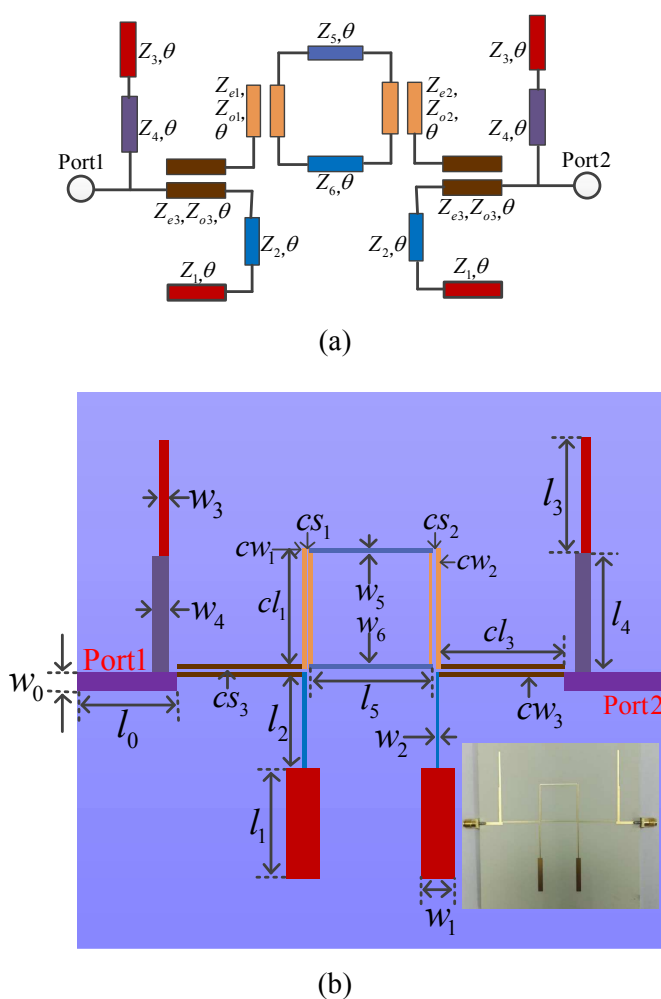 Z₃,θ
Z₅,θ
Z₃,θ
Z₄,θ
Zₑ₁,
Zₒ₁,
θ
Zₑ₂,
Zₒ₂,
θ
Z₄,θ
Port1
Z₆,θ
Port2
Zₑ₃,Zₒ₃,θ
Zₑ₃,Zₒ₃,θ
Z₂,θ
Z₂,θ
Z₁,θ
Z₁,θ
(a)
w₃
cs₁
cs₂
l₃
cw₁
cw₂
cl₁
w₅
w₄
w₆
cl₃
l₄
Port1
w₀
l₀
cs₃
l₂
l₅
w₂
cw₃
Port2
l₁
w₁
(b)